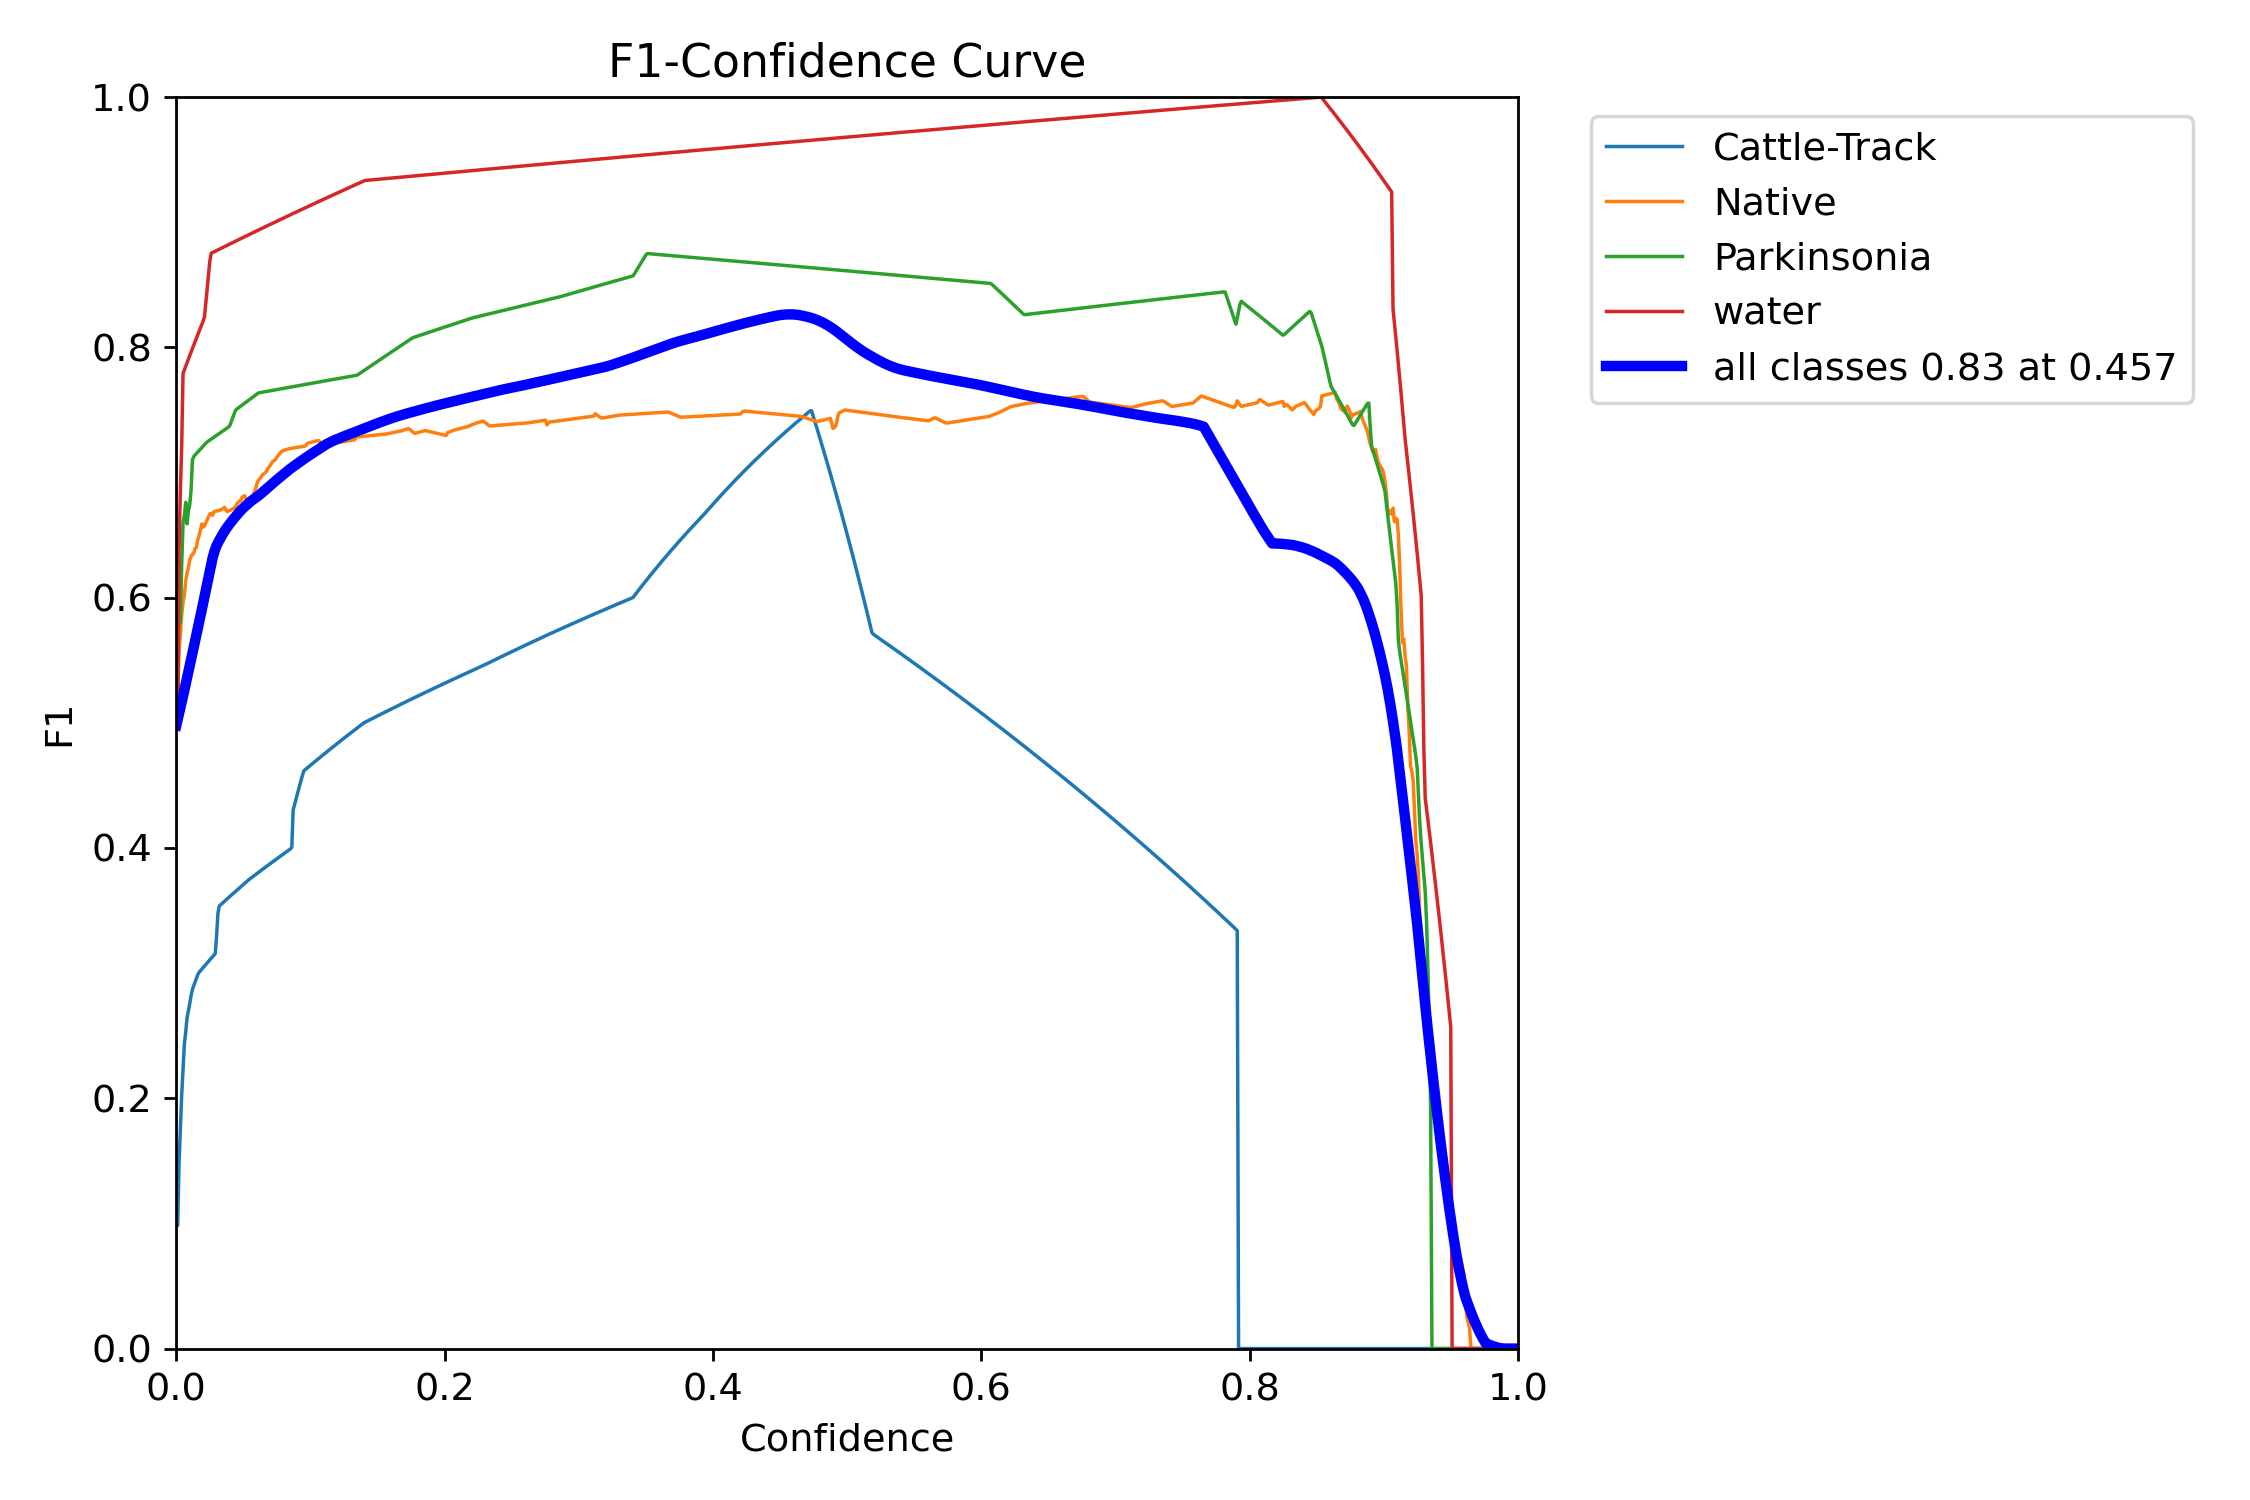 F1-Confidence Curve
1.0
0.8
0.6
0.4
0.2
0.0
F1
0.0 0.2 0.4 0.6 0.8 1.0
Confidence
Cattle-Track
Native
Parkinsonia
water
all classes 0.83 at 0.457